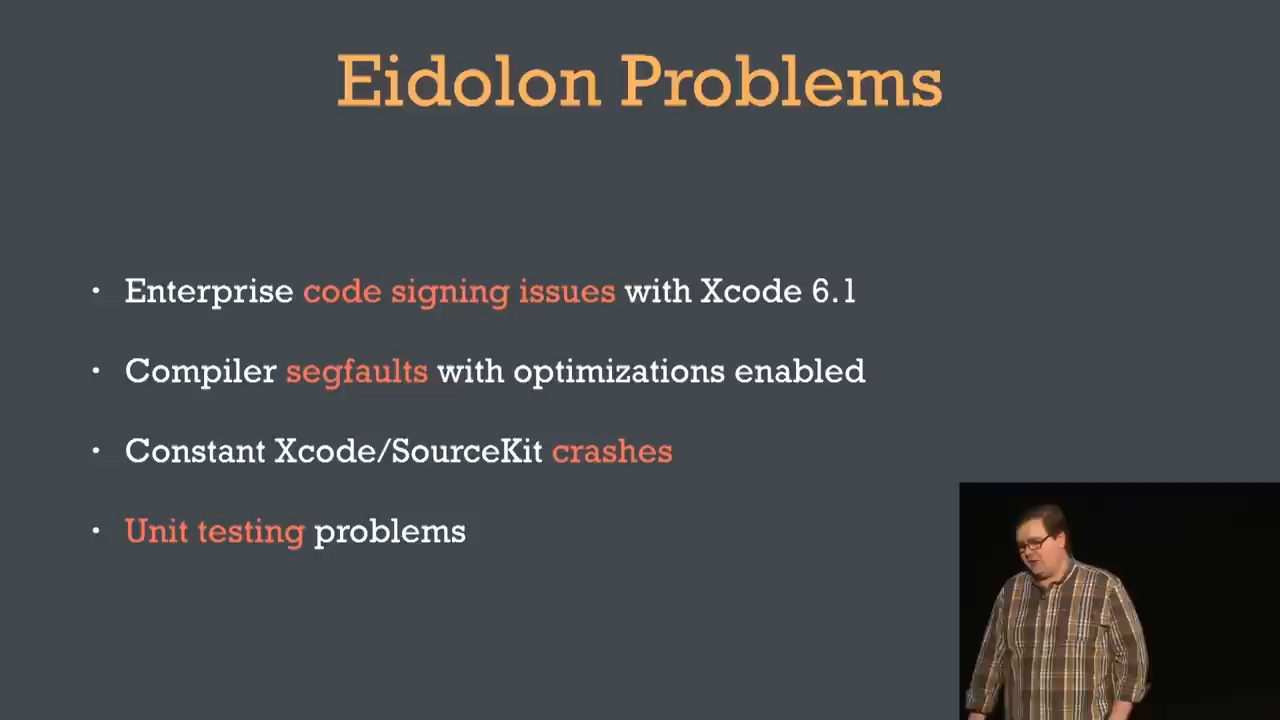 Eidolon Problems
• Enterprise code signing issues with Xcode 6.1
• Compiler segfaults with optimizations enabled
• Constant Xcode/SourceKit crashes
• Unit testing problems